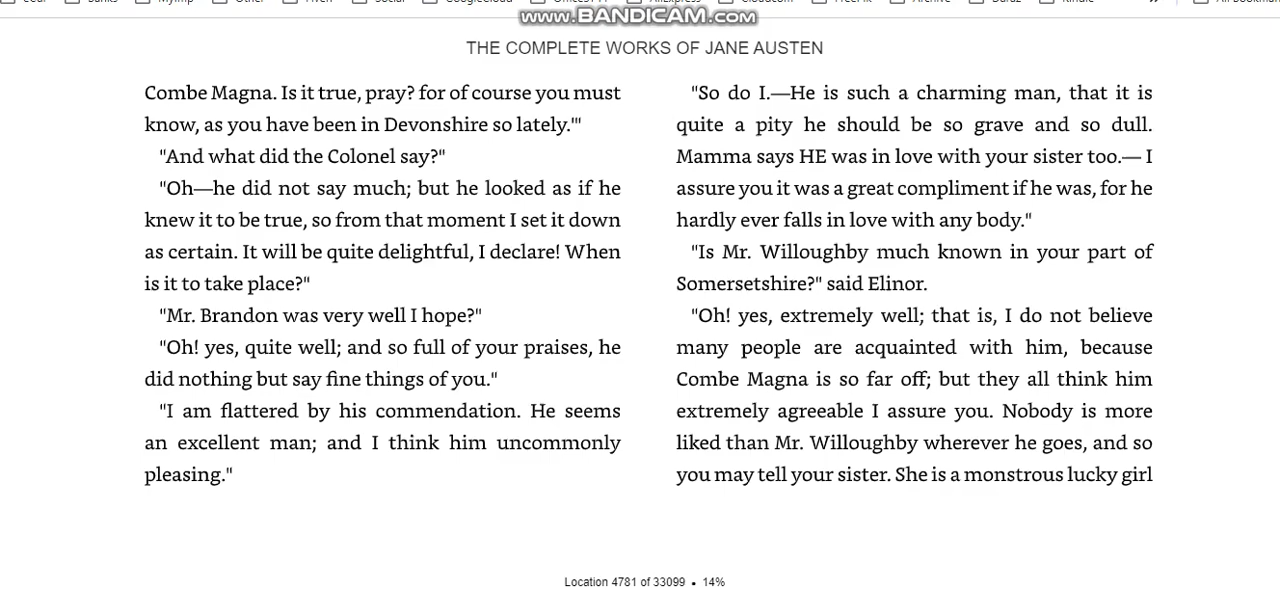 www.BANDICAM.com
THE COMPLETE WORKS OF JANE AUSTEN
Combe Magna. Is it true, pray? for of course you must
know, as you have been in Devonshire so lately.'"
"And what did the Colonel say?"
"Oh—he did not say much; but he looked as if he
knew it to be true, so from that moment I set it down
as certain. It will be quite delightful, I declare! When
is it to take place?"
"Mr. Brandon was very well I hope?"
"Oh! yes, quite well; and so full of your praises, he
did nothing but say fine things of you."
"I am flattered by his commendation. He seems
an excellent man; and I think him uncommonly
pleasing."
"So do I.—He is such a charming man, that it is
quite a pity he should be so grave and so dull.
Mamma says HE was in love with your sister too.— I
assure you it was a great compliment if he was, for he
hardly ever falls in love with any body."
"Is Mr. Willoughby much known in your part of
Somersetshire?" said Elinor.
"Oh! yes, extremely well; that is, I do not believe
many people are acquainted with him, because
Combe Magna is so far off; but they all think him
extremely agreeable I assure you. Nobody is more
liked than Mr. Willoughby wherever he goes, and so
you may tell your sister. She is a monstrous lucky girl
Location 4781 of 33099 • 14%